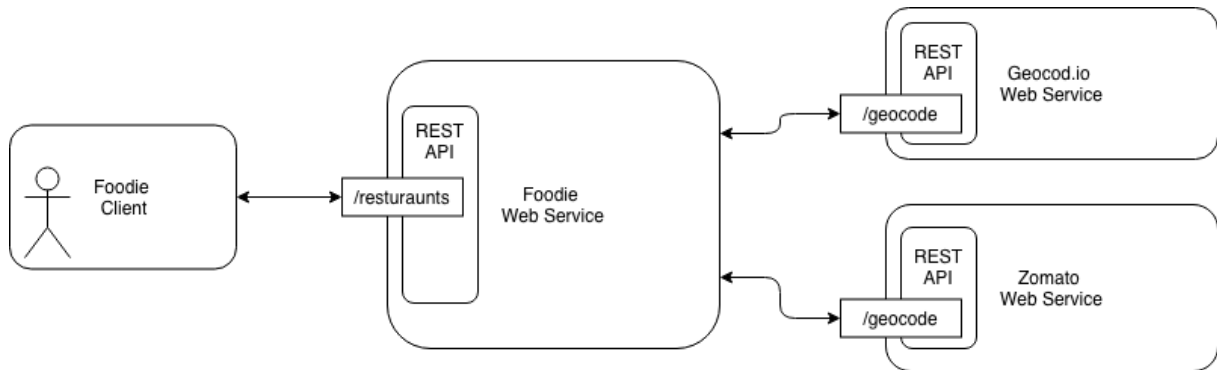 Foodie
Client
/resturaunts
REST
API
Foodie
Web Service
REST
API
/geocode
Geocod.io
Web Service
REST
API
/geocode
Zomato
Web Service